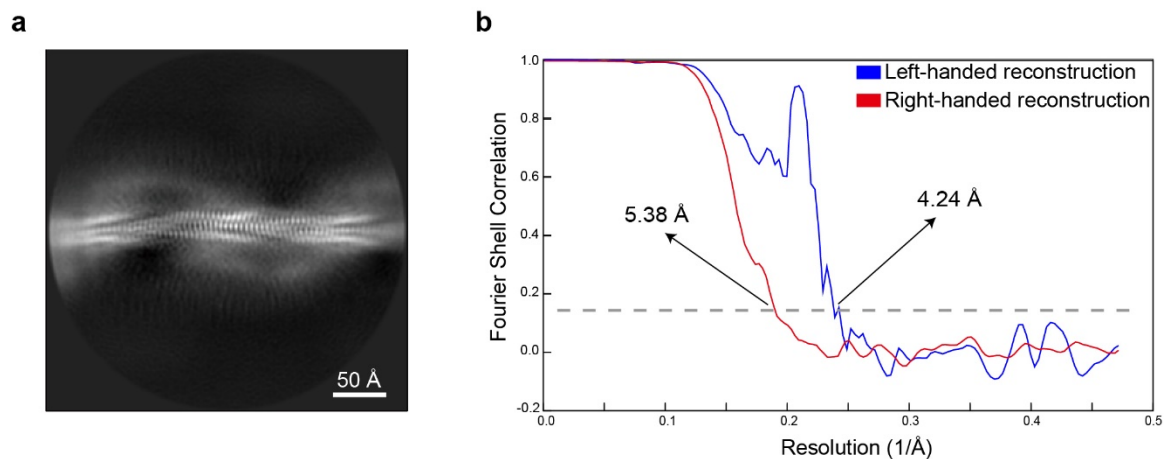 a
50 Å
b
Fourier Shell Correlation
1.0
0.8
0.6
0.4
0.2
0.0
-0.2
Left-handed reconstruction
Right-handed reconstruction
5.38 Å
4.24 Å
0.0
0.1
0.2
0.3
0.4
0.5
Resolution (1/Å)